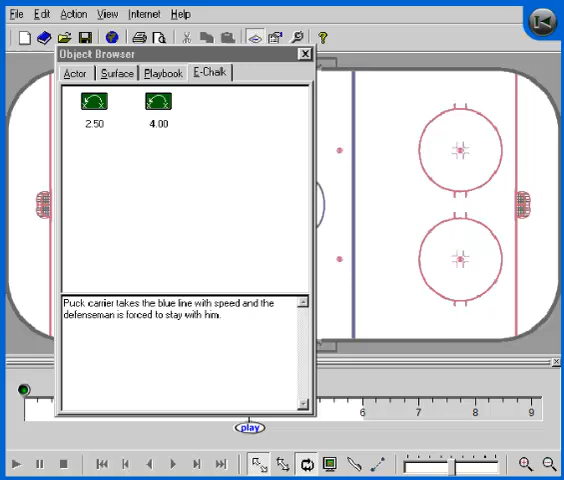 File Edit Action View Internet Help
Object Browser
Actor Surface Playbook E-Chalk
2.50 4.00
Puck carrier takes the blue line with speed and the
defenseman is forced to stay with him.
6 7 8 9
play